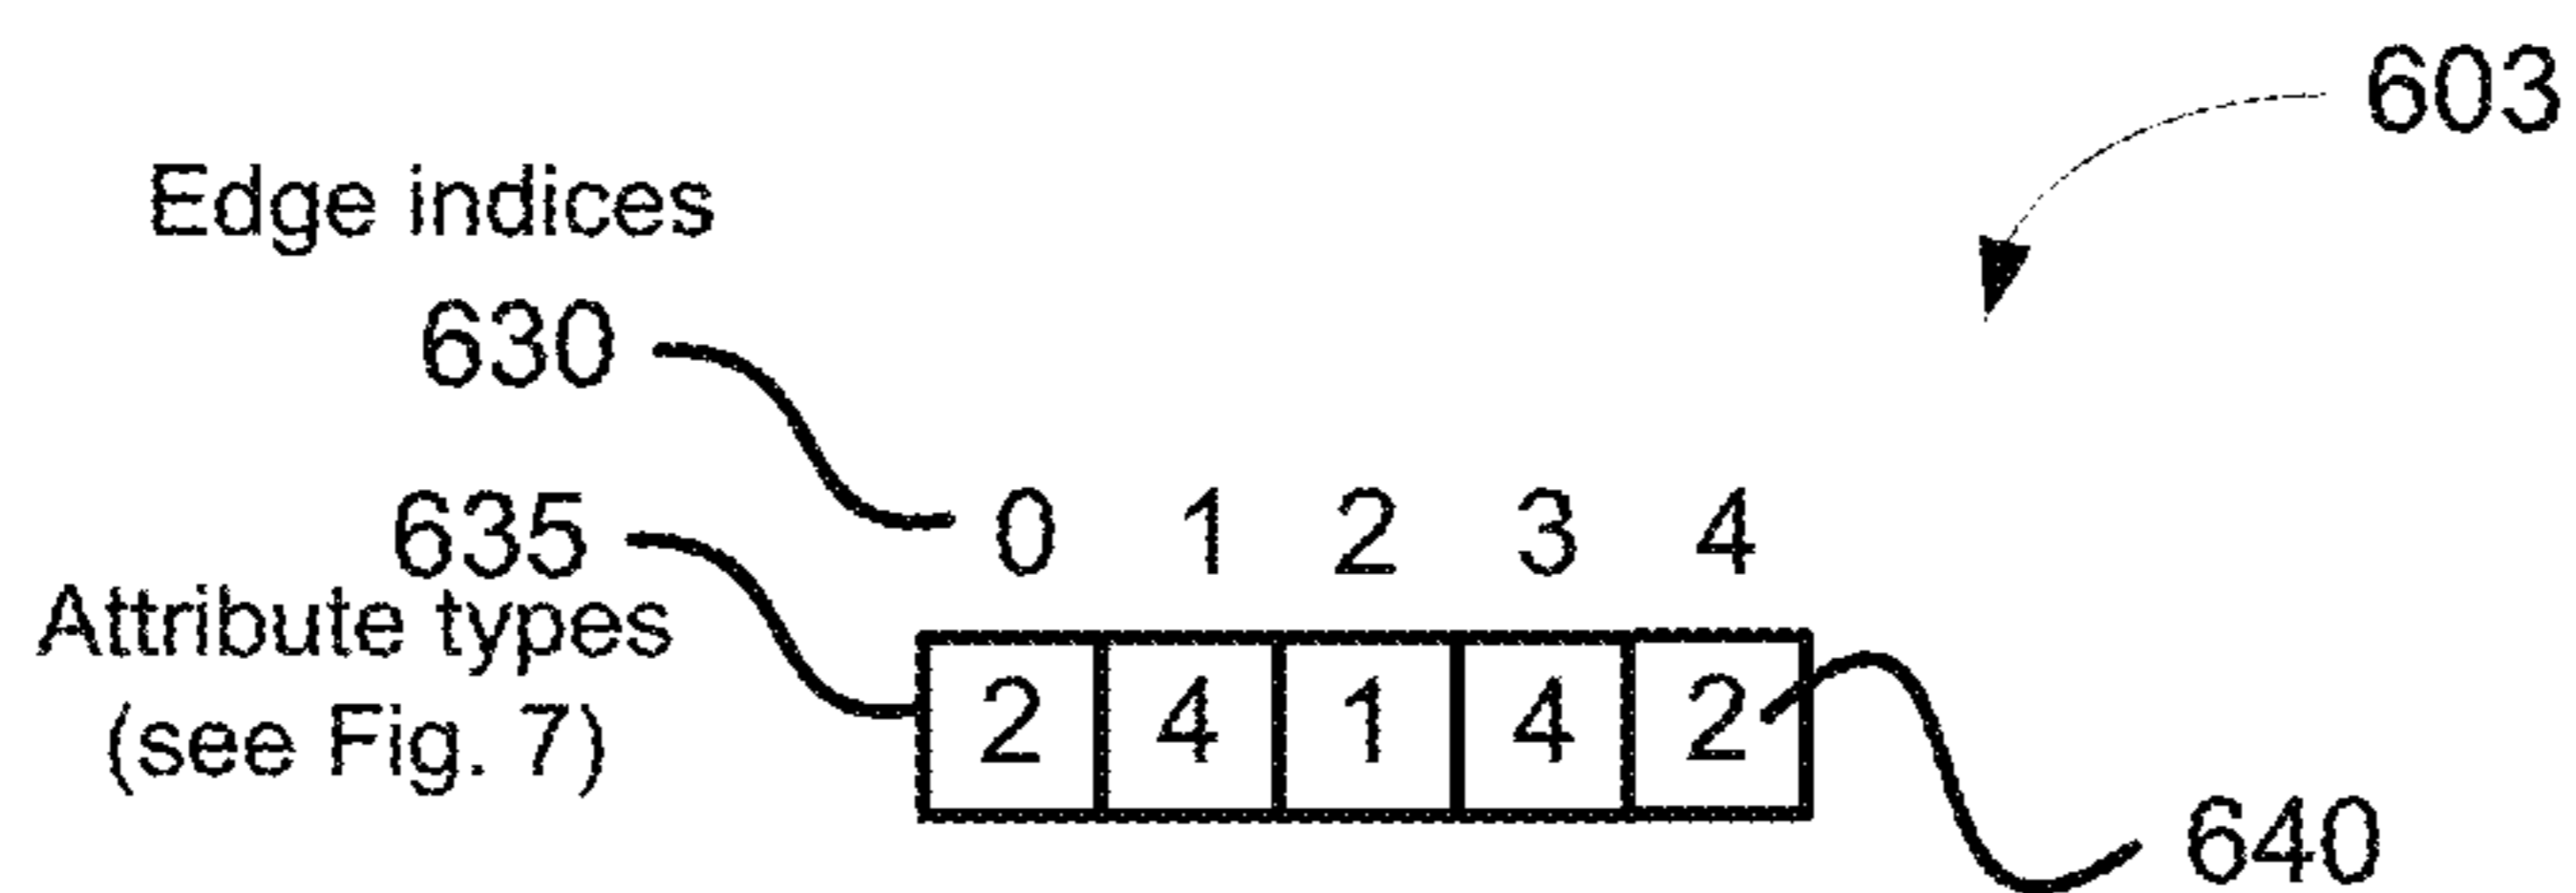 603
Edge indices
630
635
0 1 2 3 4
Attribute types
(see Fig. 7)
2 4 1 4 2
640